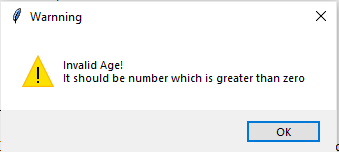 Warnning
Invalid Age!
It should be number which is greater than zero
OK